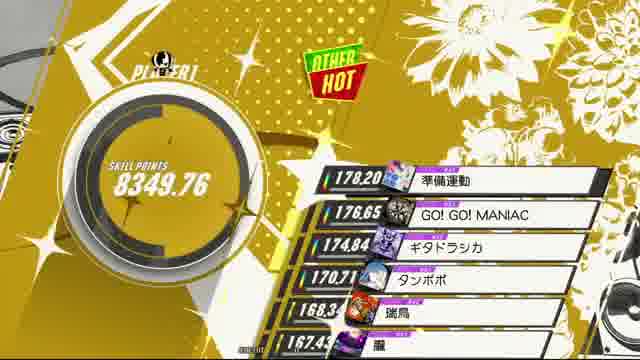 PLAYER1
OTHER
HOT
SKILL POINTS
8349.76
178,20 準備運動
176,65 GO! GO! MANIAC
174,84 ギタドラシカ
170,71 タンポポ
168,34 瑞鳥
167,43 朧